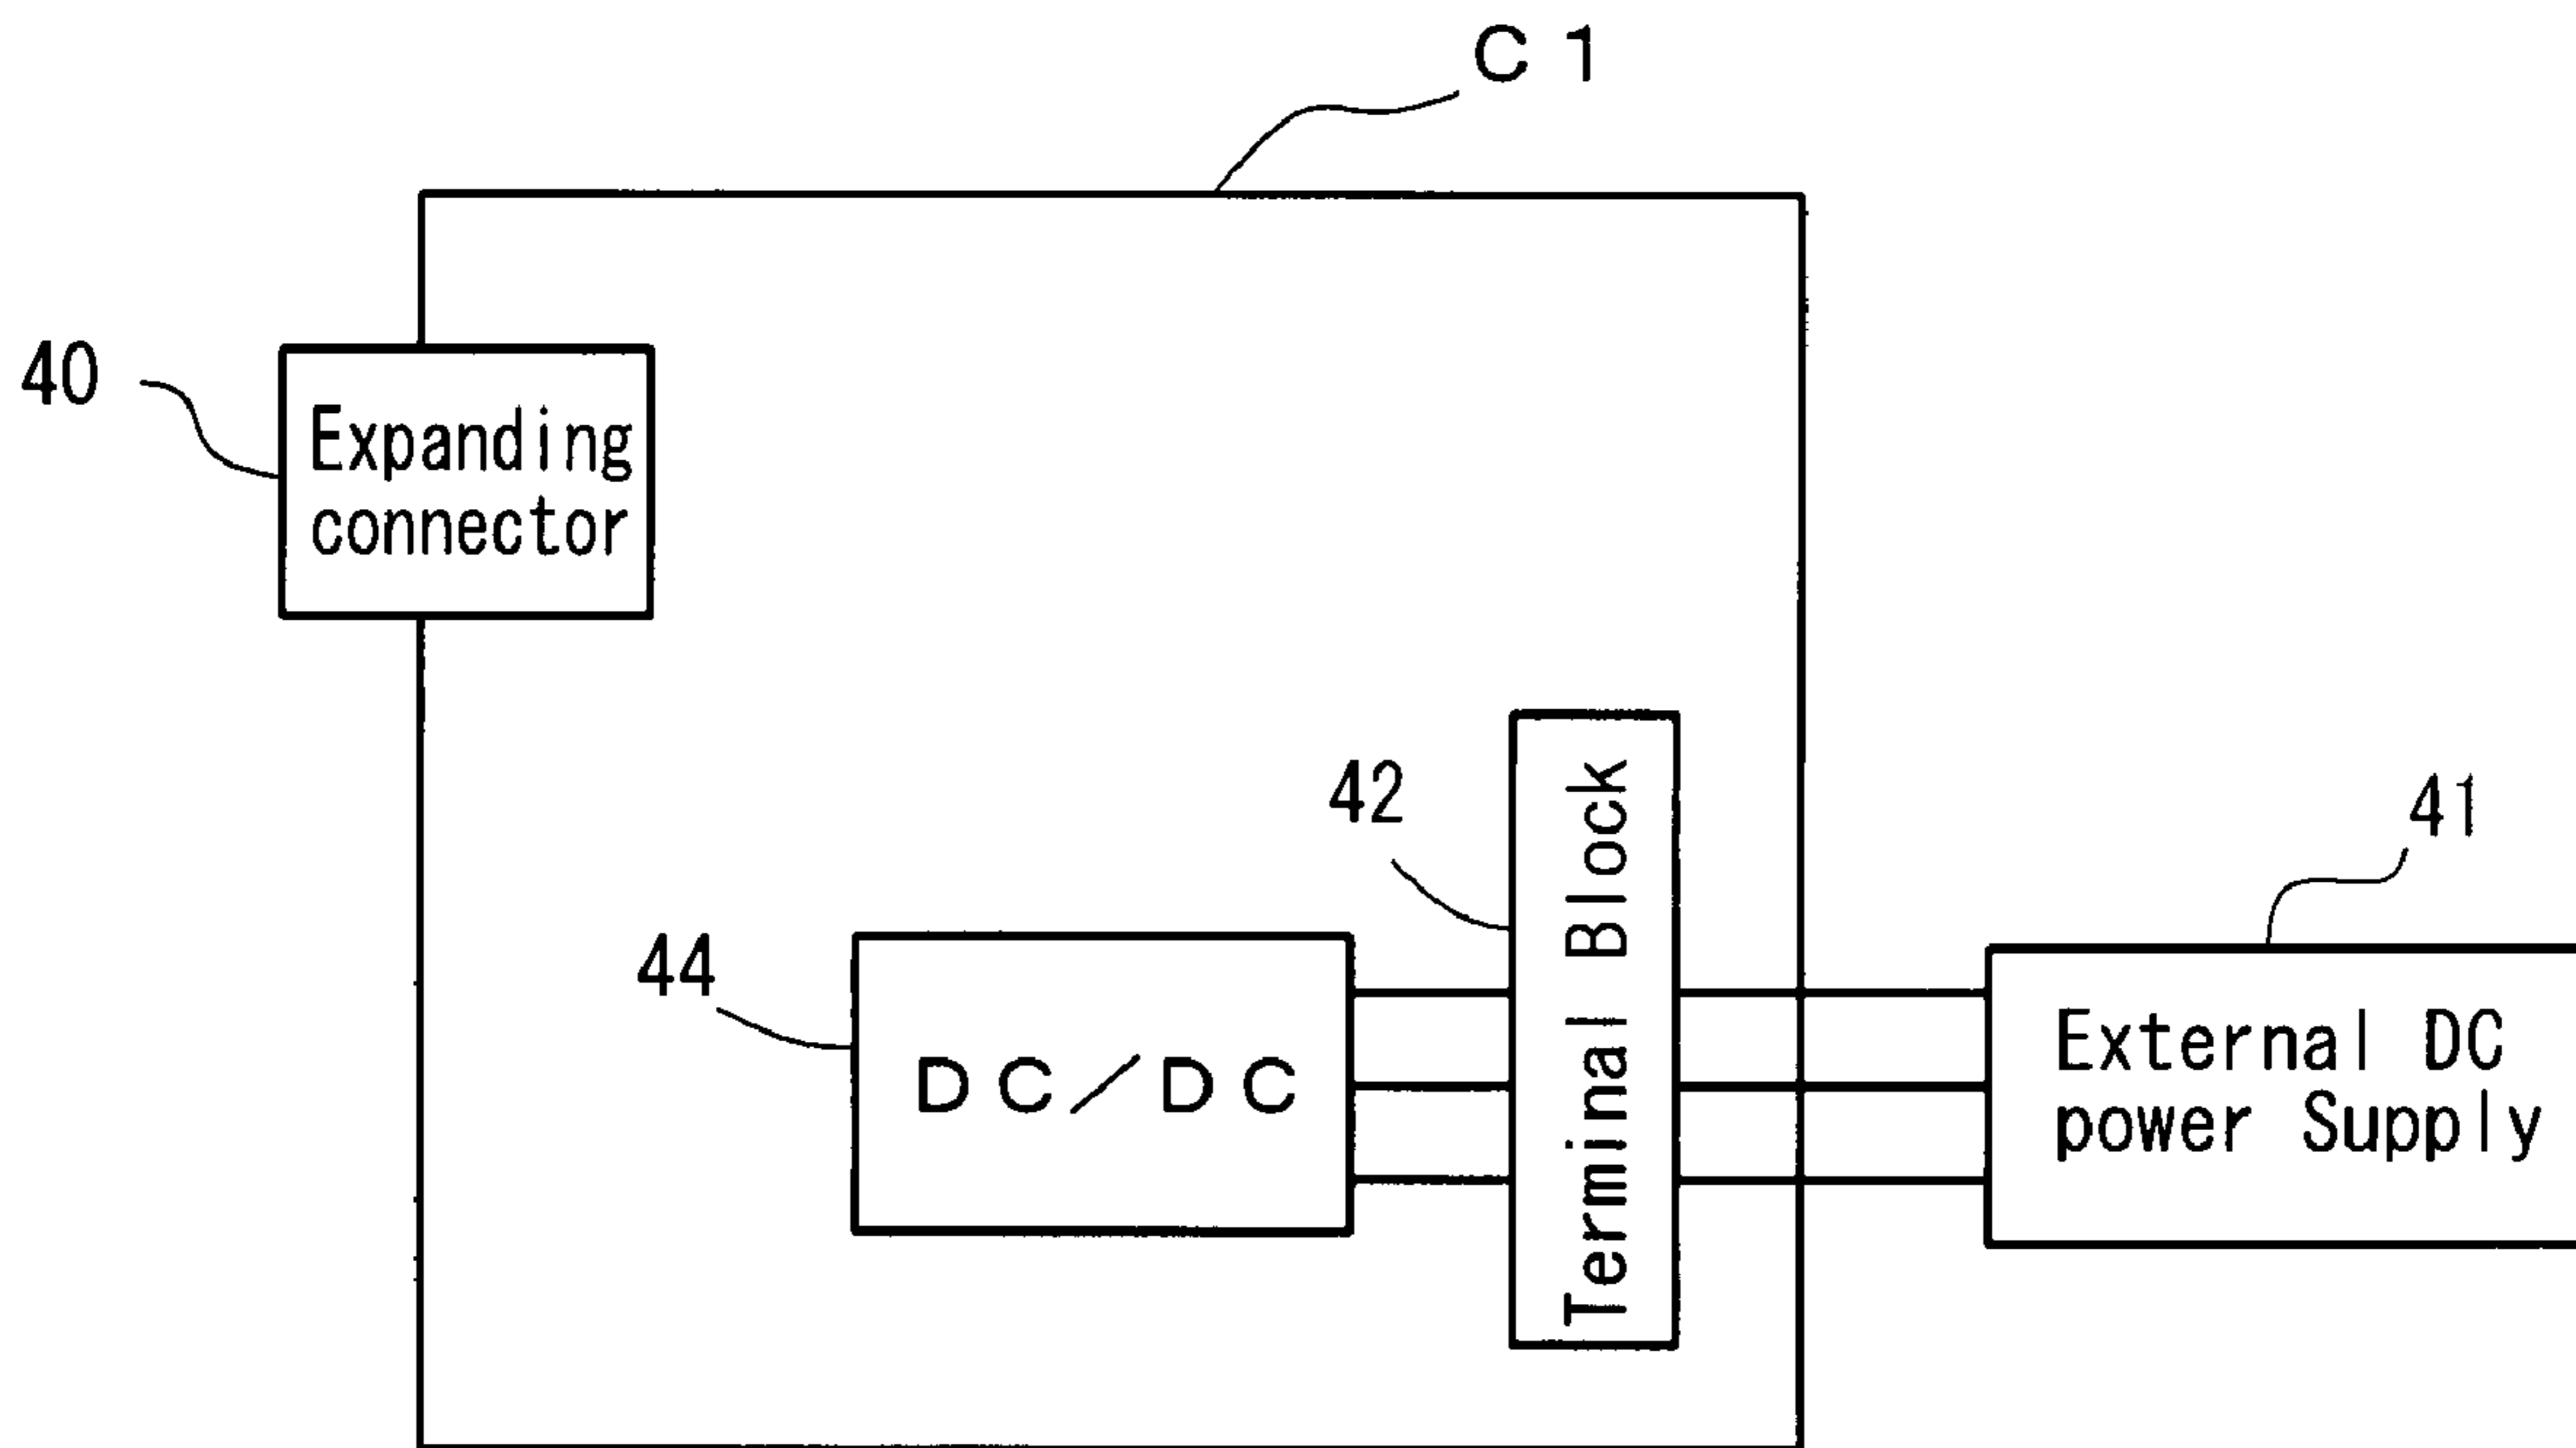 C 1
40
Expanding
connector
42
Terminal Block
41
44
DC/DC
External DC
power Supply